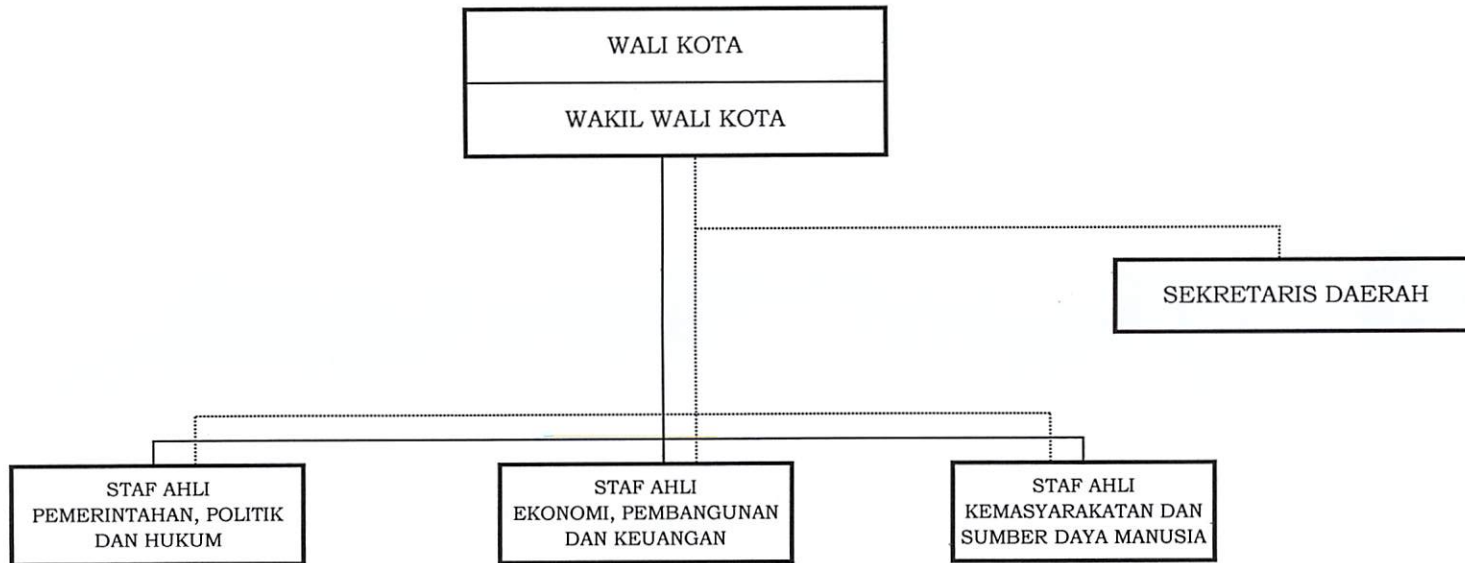 WALI KOTA
WAKIL WALI KOTA
SEKRETARIS DAERAH
STAF AHLI
PEMERINTAHAN, POLITIK
DAN HUKUM
STAF AHLI
EKONOMI, PEMBANGUNAN
DAN KEUANGAN
STAF AHLI
KEMASYARAKATAN DAN
SUMBER DAYA MANUSIA